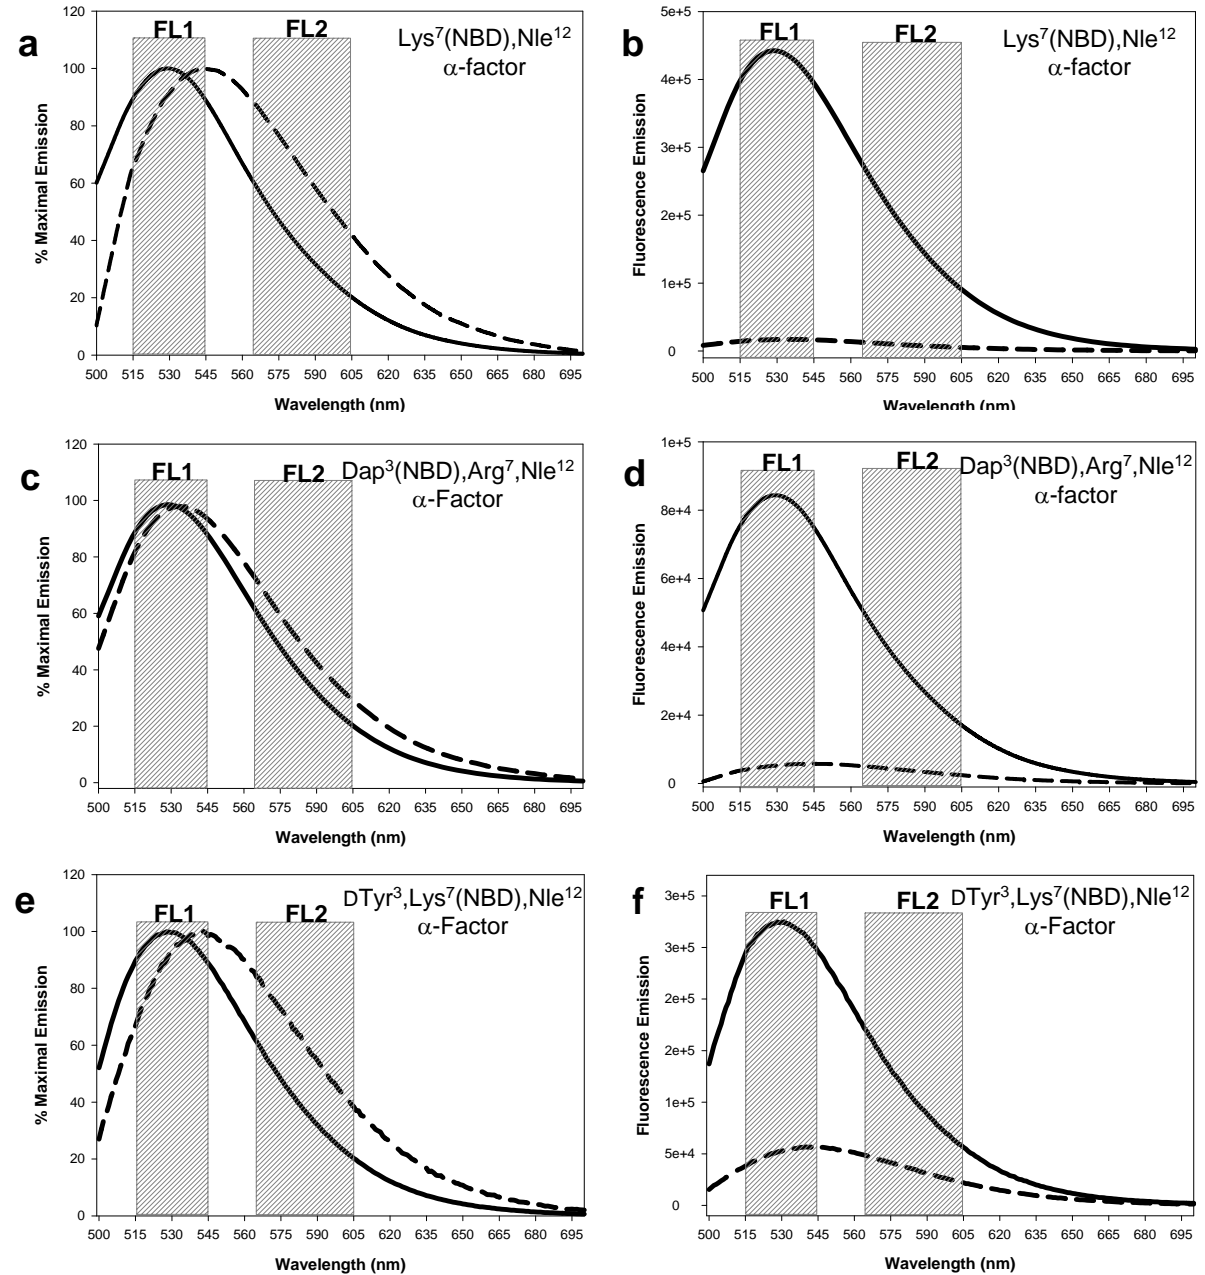 a
FL1
FL2
Lys7(NBD),Nle12
α-factor
120
100
80
60
40
20
0
% Maximal Emission
500 515 530 545 560 575 590 605 620 635 650 665 680 695
Wavelength (nm)
b
FL1
FL2
Lys7(NBD),Nle12
α-factor
5e+5
4e+5
3e+5
2e+5
1e+5
0
Fluorescence Emission
500 515 530 545 560 575 590 605 620 635 650 665 680 695
Wavelength (nm)
c
FL1
FL2
Dap3(NBD),Arg7,Nle12
α-Factor
120
100
80
60
40
20
0
% Maximal Emission
500 515 530 545 560 575 590 605 620 635 650 665 680 695
Wavelength (nm)
d
FL1
FL2
Dap3(NBD),Arg7,Nle12
α-factor
1e+5
8e+4
6e+4
4e+4
2e+4
0
Fluorescence Emission
500 515 530 545 560 575 590 605 620 635 650 665 680 695
Wavelength (nm)
e
FL1
FL2
DTyr3,Lys7(NBD),Nle12
α-Factor
120
100
80
60
40
20
0
% Maximal Emission
500 515 530 545 560 575 590 605 620 635 650 665 680 695
Wavelength (nm)
f
FL1
FL2
DTyr3,Lys7(NBD),Nle12
α-Factor
3e+5
3e+5
2e+5
2e+5
1e+5
5e+4
0
Fluorescence Emission
500 515 530 545 560 575 590 605 620 635 650 665 680 695
Wavelength (nm)